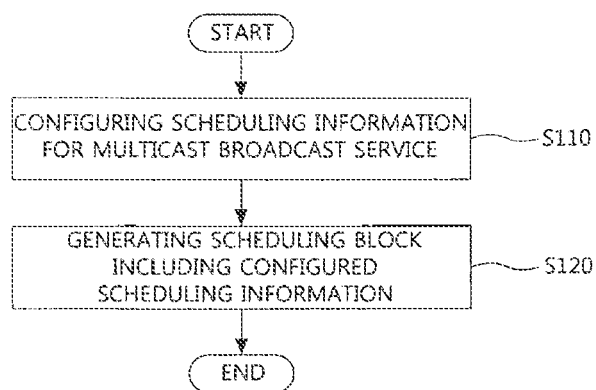 START
CONFIGURING SCHEDULING INFORMATION
FOR MULTICAST BROADCAST SERVICE
S110
GENERATING SCHEDULING BLOCK
INCLUDING CONFIGURED
SCHEDULING INFORMATION
S120
END